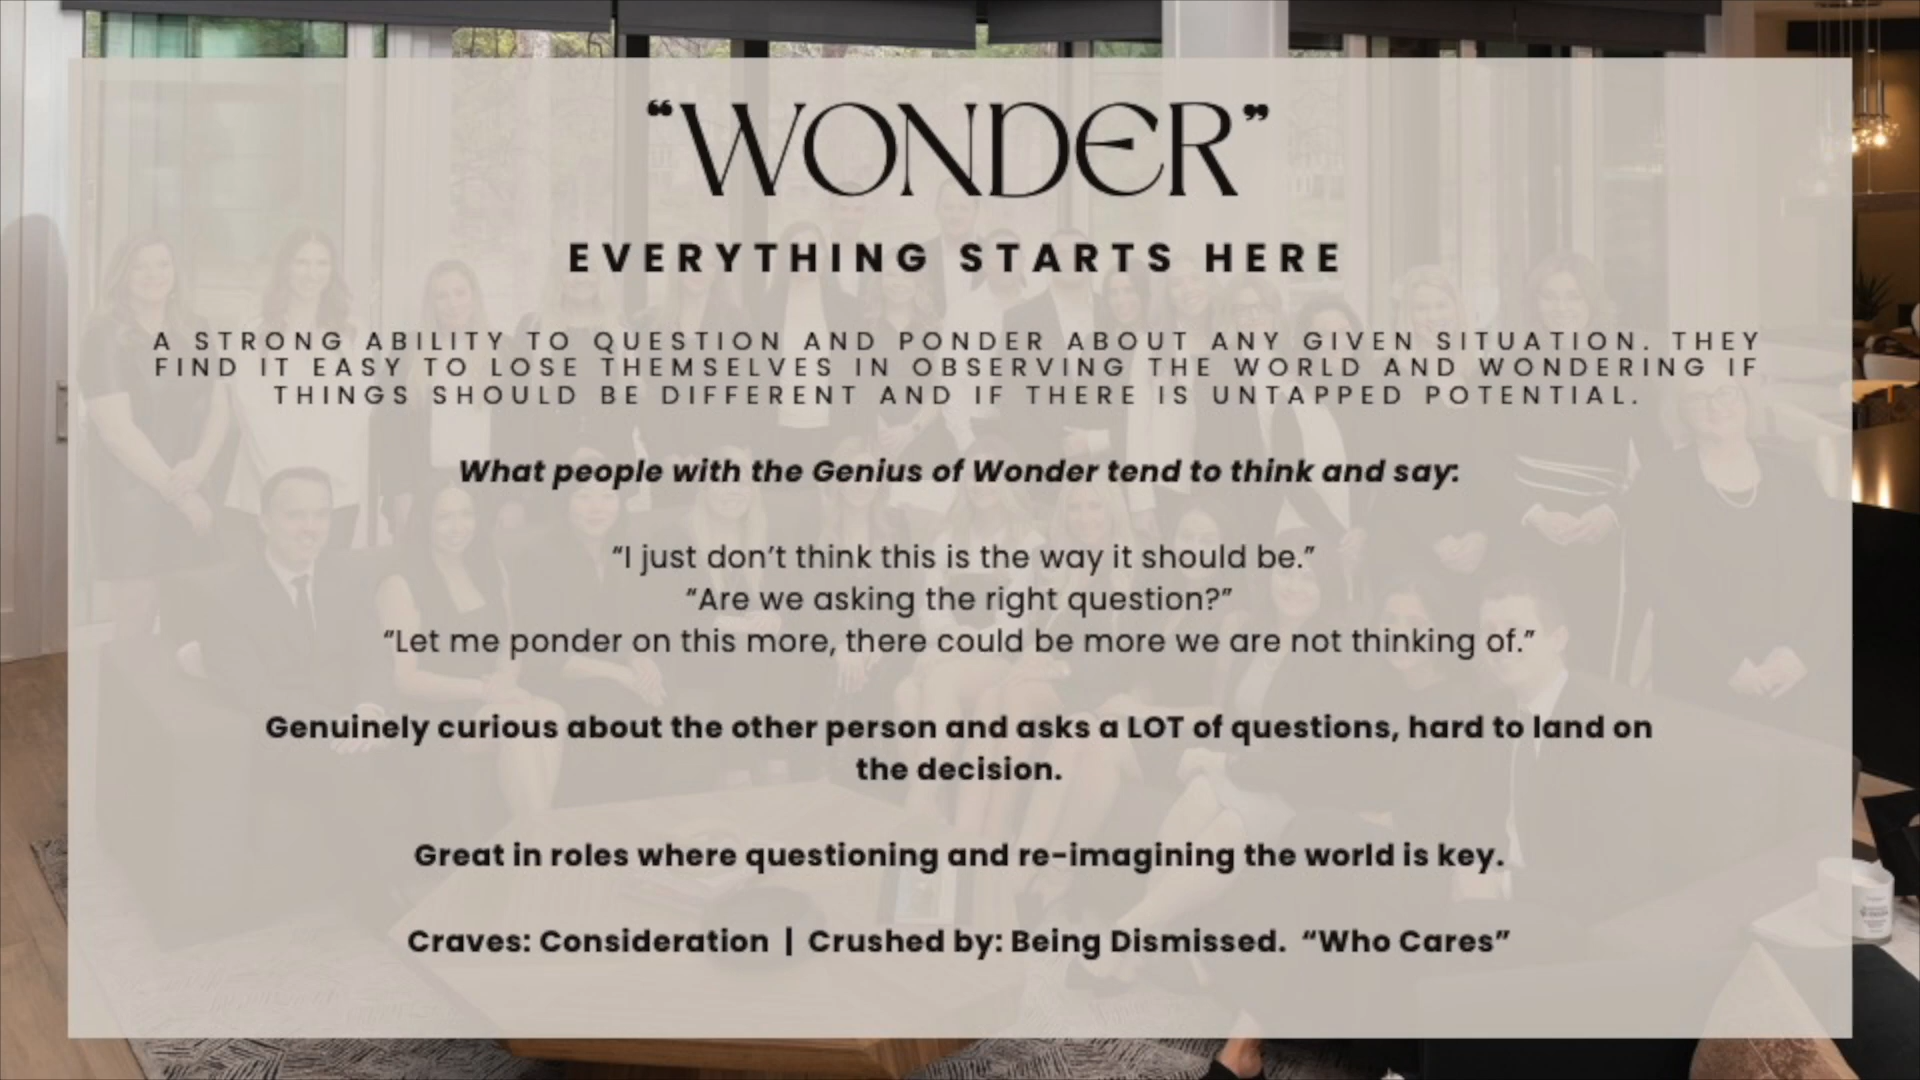 “WONDER”
EVERYTHING STARTS HERE
A STRONG ABILITY TO QUESTION AND PONDER ABOUT ANY GIVEN SITUATION. THEY
FIND IT EASY TO LOSE THEMSELVES IN OBSERVING THE WORLD AND WONDERING IF
THINGS SHOULD BE DIFFERENT AND IF THERE IS UNTAPPED POTENTIAL.
What people with the Genius of Wonder tend to think and say:
“I just don’t think this is the way it should be.”
“Are we asking the right question?”
“Let me ponder on this more, there could be more we are not thinking of.”
Genuinely curious about the other person and asks a LOT of questions, hard to land on
the decision.
Great in roles where questioning and re-imagining the world is key.
Craves: Consideration | Crushed by: Being Dismissed. “Who Cares”